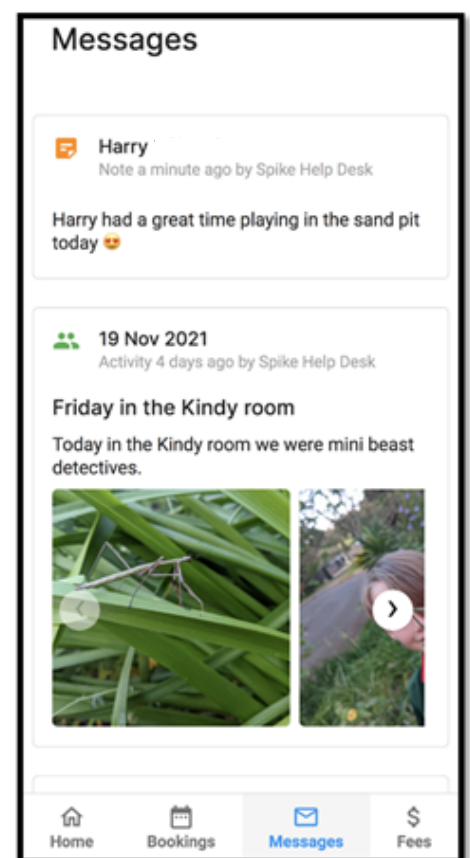 Messages
Harry
Note a minute ago by Spike Help Desk
Harry had a great time playing in the sand pit
today 😍
19 Nov 2021
Activity 4 days ago by Spike Help Desk
Friday in the Kindy room
Today in the Kindy room we were mini beast
detectives.
Home Bookings Messages Fees